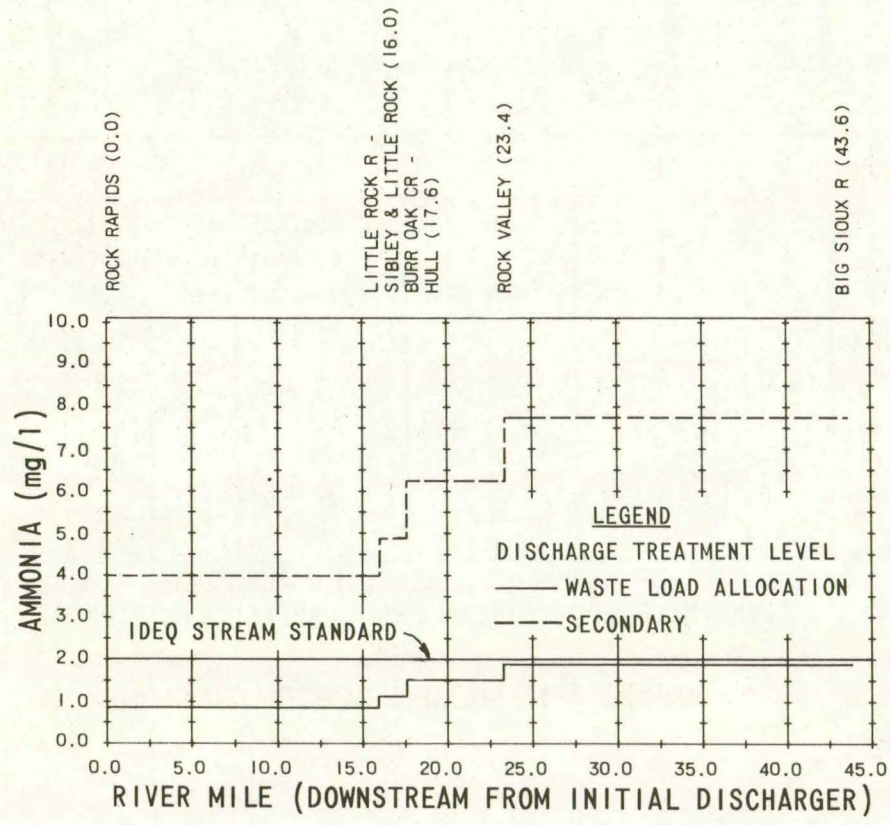 ROCK RAPIDS (0.0)
LITTLE ROCK R -
SIBLEY & LITTLE ROCK (16.0)
BURR OAK CR -
HULL (17.6)
ROCK VALLEY (23.4)
BIG SIOUX R (43.6)
AMMONIA (mg/l)
10.0
9.0
8.0
7.0
6.0
5.0
4.0
3.0
2.0
1.0
0.0
LEGEND
DISCHARGE TREATMENT LEVEL
WASTE LOAD ALLOCATION
SECONDARY
IDEQ STREAM STANDARD
0.0 5.0 10.0 15.0 20.0 25.0 30.0 35.0 40.0 45.0
RIVER MILE (DOWNSTREAM FROM INITIAL DISCHARGER)